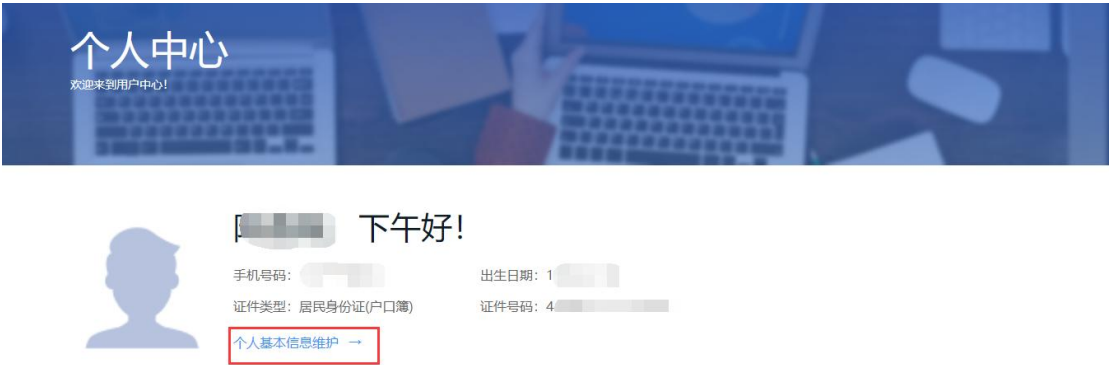 个人中心
欢迎来到用户中心!
下午好!
手机号码: 出生日期: 1
证件类型: 居民身份证(户口簿) 证件号码: 4
个人基本信息维护 →